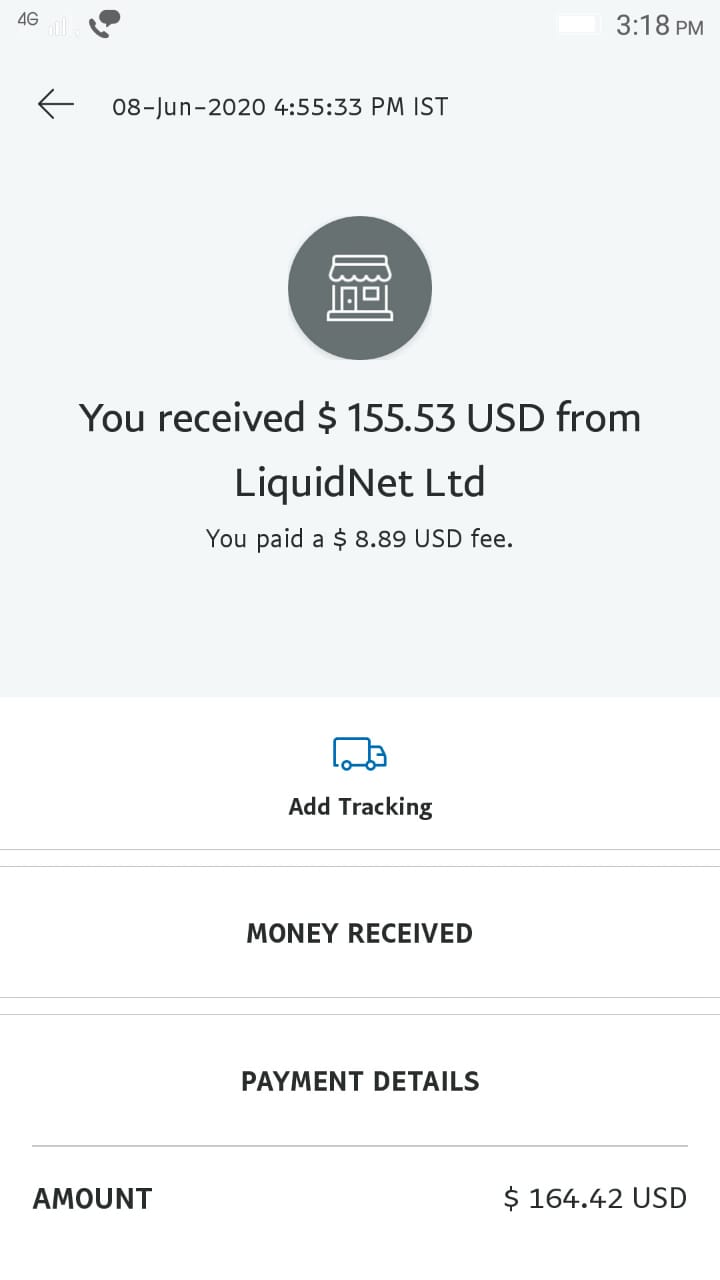 4G
3:18 PM
08-Jun-2020 4:55:33 PM IST
You received $ 155.53 USD from
LiquidNet Ltd
You paid a $ 8.89 USD fee.
Add Tracking
MONEY RECEIVED
PAYMENT DETAILS
AMOUNT $ 164.42 USD